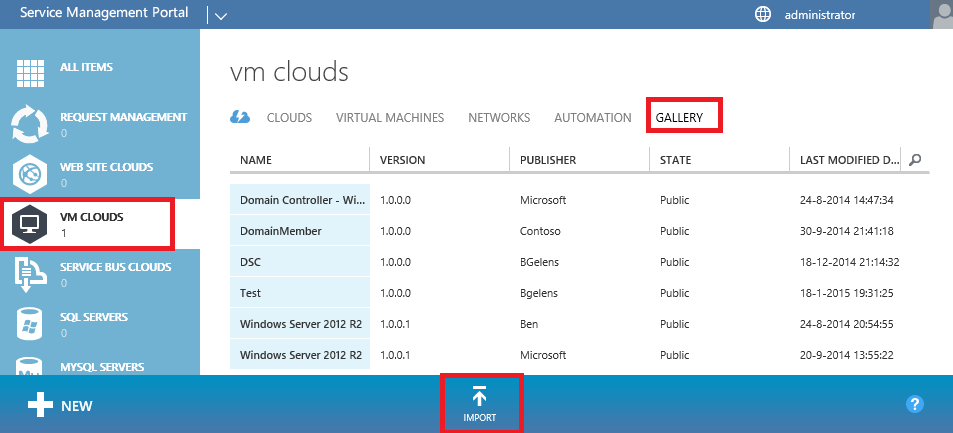 Service Management Portal
administrator
ALL ITEMS
REQUEST MANAGEMENT
0
WEB SITE CLOUDS
0
VM CLOUDS
1
SERVICE BUS CLOUDS
0
SQL SERVERS
0
MYSQL SERVERS
vm clouds
CLOUDS VIRTUAL MACHINES NETWORKS AUTOMATION GALLERY
NAME VERSION PUBLISHER STATE LAST MODIFIED D...
Domain Controller - Wi... 1.0.0.0 Microsoft Public 24-8-2014 14:47:34
DomainMember 1.0.0.0 Contoso Public 30-9-2014 21:41:18
DSC 1.0.0.0 BGelens Public 18-12-2014 21:14:32
Test 1.0.0.0 Bgelens Public 18-1-2015 19:31:25
Windows Server 2012 R2 1.0.0.1 Ben Public 24-8-2014 20:54:55
Windows Server 2012 R2 1.0.0.1 Microsoft Public 20-9-2014 13:55:22
NEW
IMPORT
?